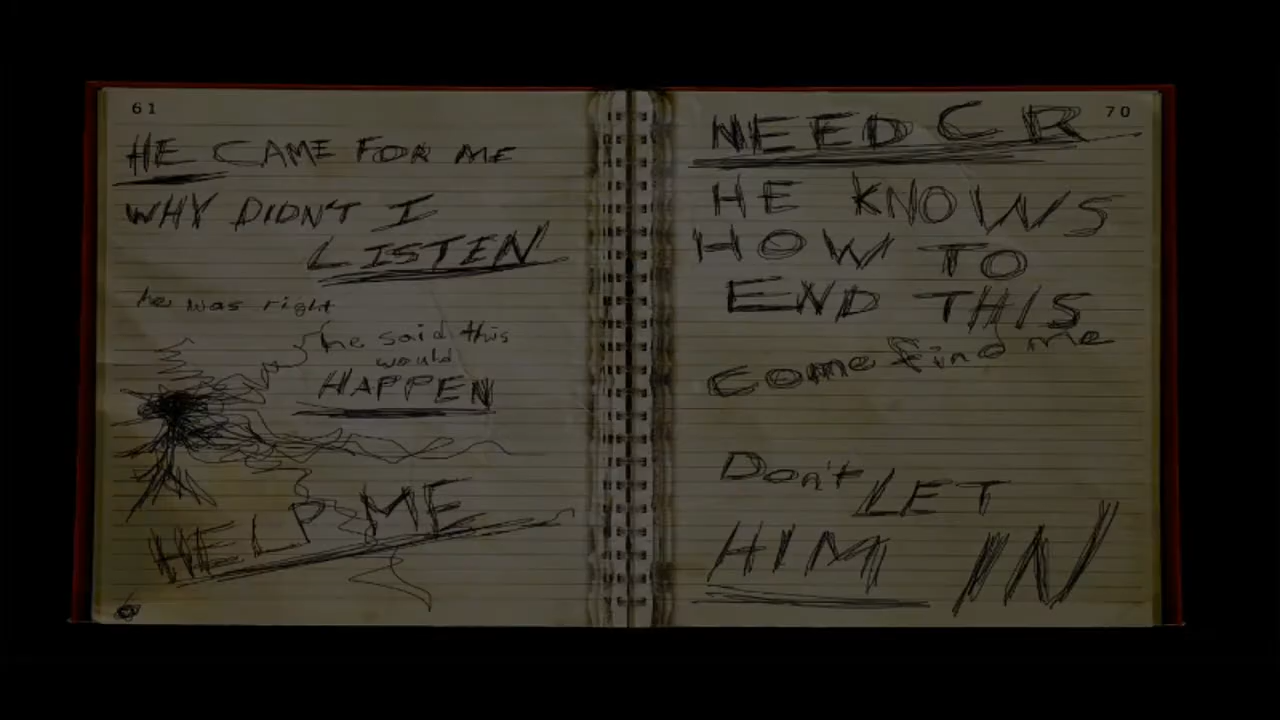 61
HE CAME FOR ME
WHY DIDN'T I
LISTEN
he was right
he said this
would
HAPPEN
HELP ME
70
NEED CR
HE KNOWS
HOW TO
END THIS
come find me
Don't LET
HIM IN